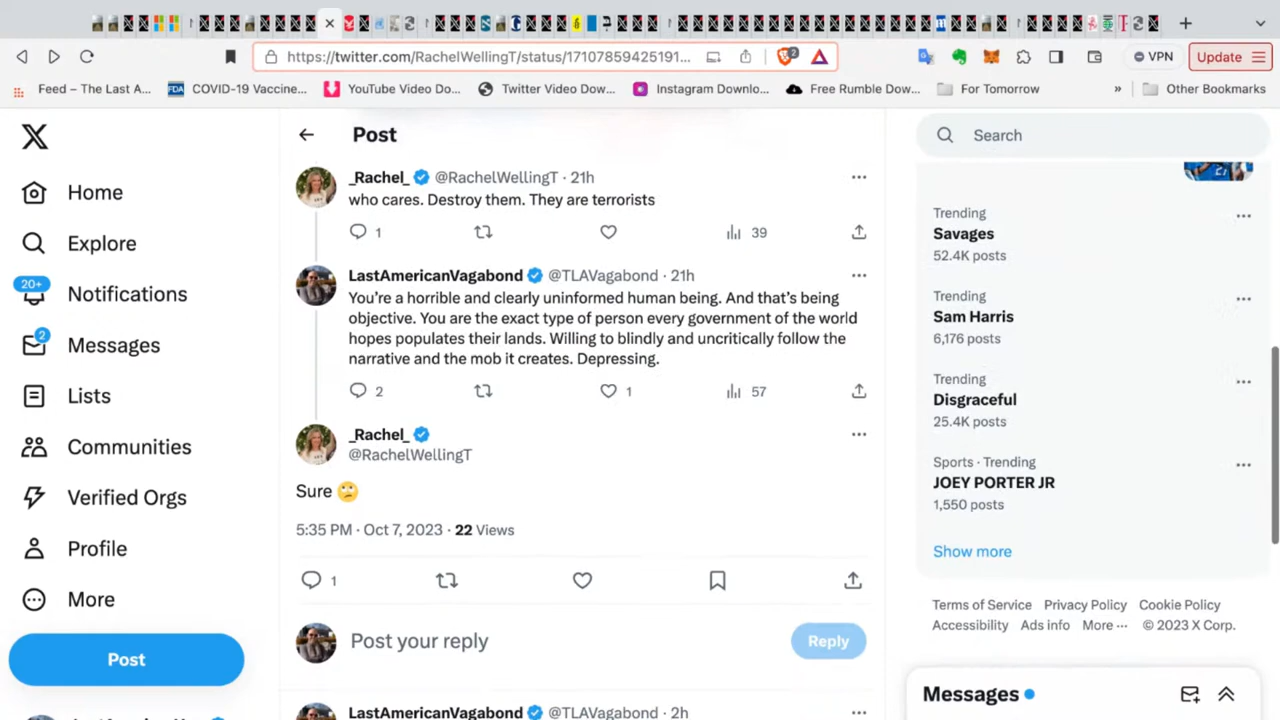 https://twitter.com/RachelWellingT/status/17107859425191...
2
VPN
Update
Feed – The Last A...
COVID-19 Vaccine...
YouTube Video Do...
Twitter Video Dow...
Instagram Downlo...
Free Rumble Dow...
For Tomorrow
»
Other Bookmarks
FDA
Home
Explore
20+
Notifications
2
Messages
Lists
Communities
Verified Orgs
Profile
More
Post
Post
_Rachel_ @RachelWellingT · 21h
who cares. Destroy them. They are terrorists
1
39
LastAmericanVagabond @TLAVagabond · 21h
You're a horrible and clearly uninformed human being. And that's being
objective. You are the exact type of person every government of the world
hopes populates their lands. Willing to blindly and uncritically follow the
narrative and the mob it creates. Depressing.
2
1
57
_Rachel_
@RachelWellingT
Sure 🙄
5:35 PM · Oct 7, 2023 · 22 Views
1
Post your reply
Reply
LastAmericanVagabond @TLAVagabond · 2h
Search
Trending
Savages
52.4K posts
Trending
Sam Harris
6,176 posts
Trending
Disgraceful
25.4K posts
Sports · Trending
JOEY PORTER JR
1,550 posts
Show more
Terms of Service Privacy Policy Cookie Policy
Accessibility Ads info More ··· © 2023 X Corp.
Messages